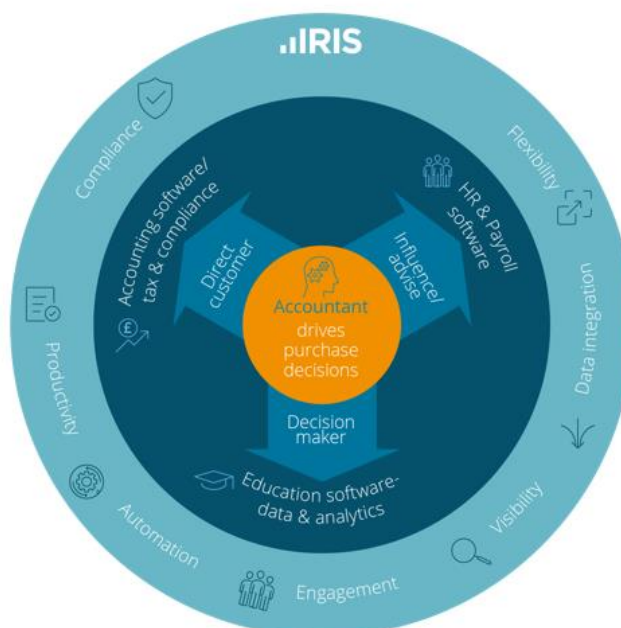 IRIS
Compliance
Flexibility
Accounting software/
tax & compliance
HR & Payroll
software
Direct
customer
Influence/
advise
Accountant
drives
purchase
decisions
£
Data integration
Productivity
Decision
maker
Education software-
data & analytics
Visibility
Automation
Engagement